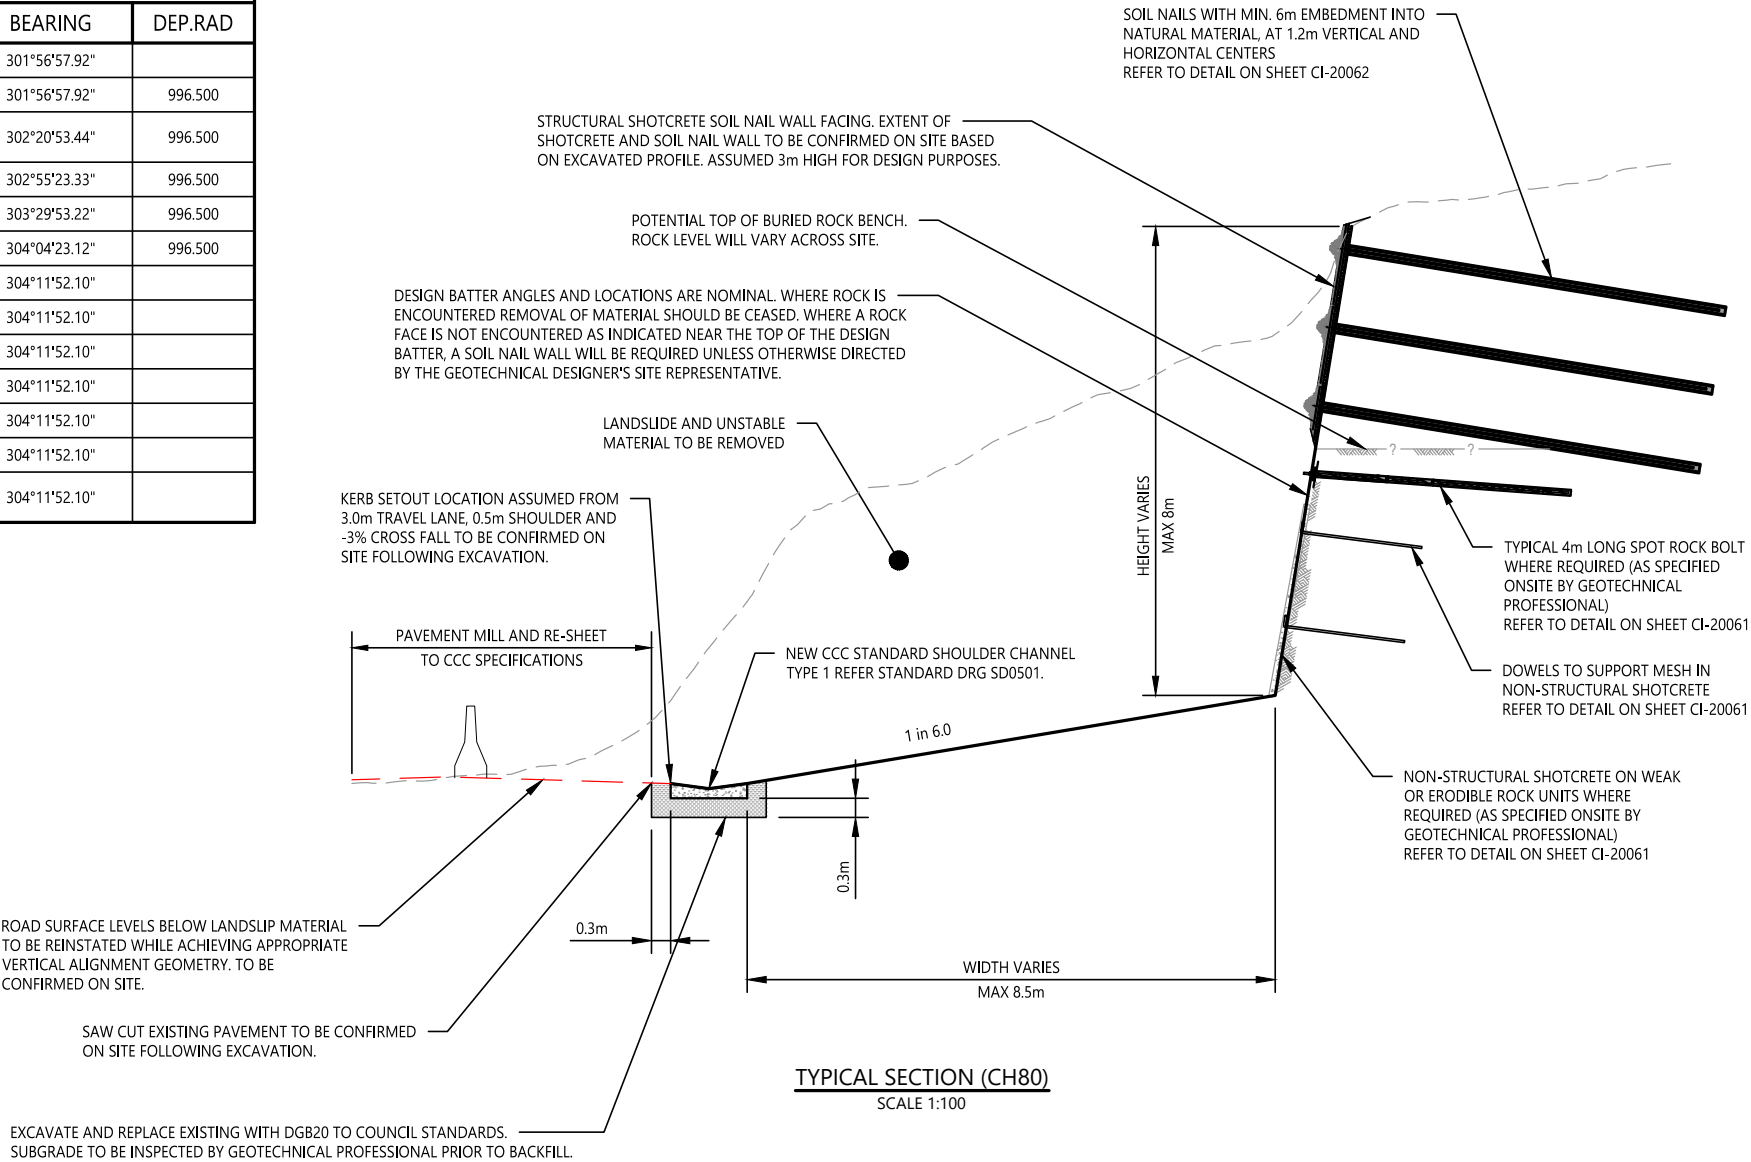 BEARING DEP.RAD
301°56'57.92"
301°56'57.92" 996.500
302°20'53.44" 996.500
302°55'23.33" 996.500
303°29'53.22" 996.500
304°04'23.12" 996.500
304°11'52.10"
304°11'52.10"
304°11'52.10"
304°11'52.10"
304°11'52.10"
304°11'52.10"
304°11'52.10"
SOIL NAILS WITH MIN. 6m EMBEDMENT INTO
NATURAL MATERIAL, AT 1.2m VERTICAL AND
HORIZONTAL CENTERS
REFER TO DETAIL ON SHEET CI-20062
STRUCTURAL SHOTCRETE SOIL NAIL WALL FACING. EXTENT OF
SHOTCRETE AND SOIL NAIL WALL TO BE CONFIRMED ON SITE BASED
ON EXCAVATED PROFILE. ASSUMED 3m HIGH FOR DESIGN PURPOSES.
POTENTIAL TOP OF BURIED ROCK BENCH.
ROCK LEVEL WILL VARY ACROSS SITE.
DESIGN BATTER ANGLES AND LOCATIONS ARE NOMINAL. WHERE ROCK IS
ENCOUNTERED REMOVAL OF MATERIAL SHOULD BE CEASED. WHERE A ROCK
FACE IS NOT ENCOUNTERED AS INDICATED NEAR THE TOP OF THE DESIGN
BATTER, A SOIL NAIL WALL WILL BE REQUIRED UNLESS OTHERWISE DIRECTED
BY THE GEOTECHNICAL DESIGNER'S SITE REPRESENTATIVE.
LANDSLIDE AND UNSTABLE
MATERIAL TO BE REMOVED
? ?
HEIGHT VARIES
MAX 8m
KERB SETOUT LOCATION ASSUMED FROM
3.0m TRAVEL LANE, 0.5m SHOULDER AND
-3% CROSS FALL TO BE CONFIRMED ON
SITE FOLLOWING EXCAVATION.
TYPICAL 4m LONG SPOT ROCK BOLT
WHERE REQUIRED (AS SPECIFIED
ONSITE BY GEOTECHNICAL
PROFESSIONAL)
REFER TO DETAIL ON SHEET CI-20061
PAVEMENT MILL AND RE-SHEET
TO CCC SPECIFICATIONS
NEW CCC STANDARD SHOULDER CHANNEL
TYPE 1 REFER STANDARD DRG SD0501.
DOWELS TO SUPPORT MESH IN
NON-STRUCTURAL SHOTCRETE
REFER TO DETAIL ON SHEET CI-20061
1 in 6.0
NON-STRUCTURAL SHOTCRETE ON WEAK
OR ERODIBLE ROCK UNITS WHERE
REQUIRED (AS SPECIFIED ONSITE BY
GEOTECHNICAL PROFESSIONAL)
REFER TO DETAIL ON SHEET CI-20061
0.3m
0.3m
ROAD SURFACE LEVELS BELOW LANDSLIP MATERIAL
TO BE REINSTATED WHILE ACHIEVING APPROPRIATE
VERTICAL ALIGNMENT GEOMETRY. TO BE
CONFIRMED ON SITE.
WIDTH VARIES
MAX 8.5m
SAW CUT EXISTING PAVEMENT TO BE CONFIRMED
ON SITE FOLLOWING EXCAVATION.
TYPICAL SECTION (CH80)
SCALE 1:100
EXCAVATE AND REPLACE EXISTING WITH DGB20 TO COUNCIL STANDARDS.
SUBGRADE TO BE INSPECTED BY GEOTECHNICAL PROFESSIONAL PRIOR TO BACKFILL.